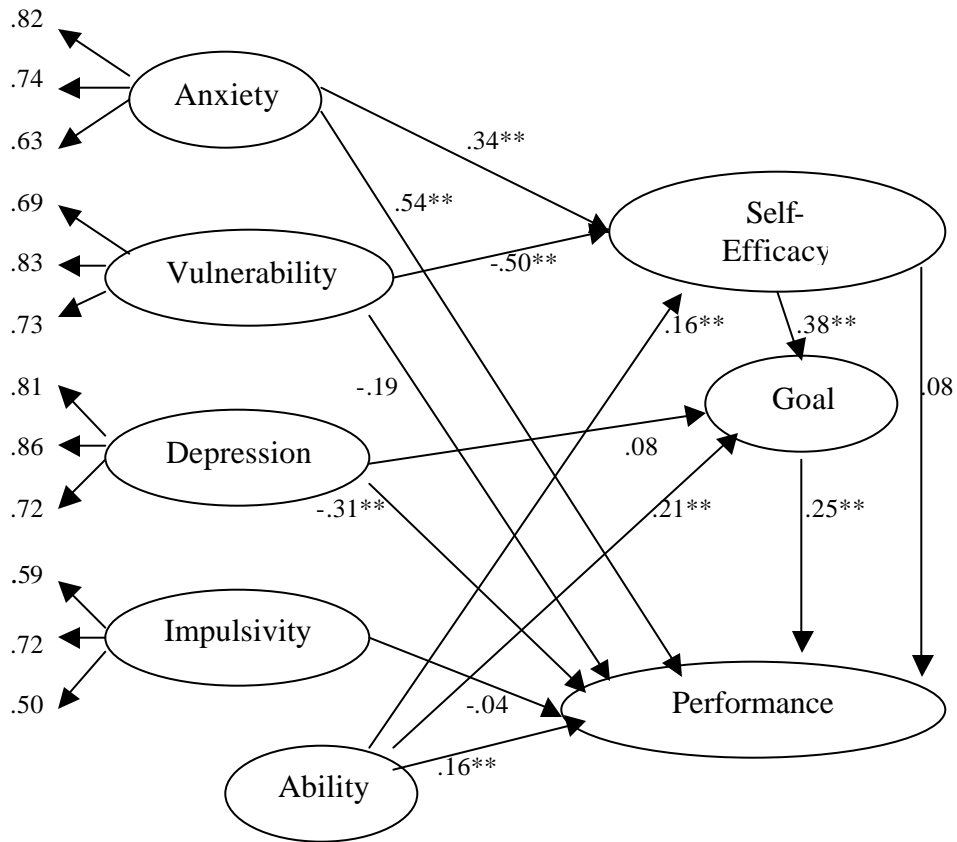 .82
.74
.63
Anxiety
.34**
.54**
.69
.83
.73
Vulnerability
-.50**
Self-
Efficacy
.16**
.38**
-.19
.81
.86
.72
Depression
.08
Goal
.08
-.31**
.21**
.25**
.59
.72
.50
Impulsivity
-.04
Performance
.16**
Ability